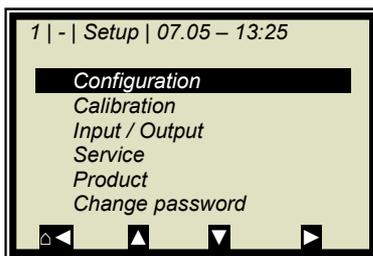 1 | - | Setup | 07.05 – 13:25
Configuration
Calibration
Input / Output
Service
Product
Change password